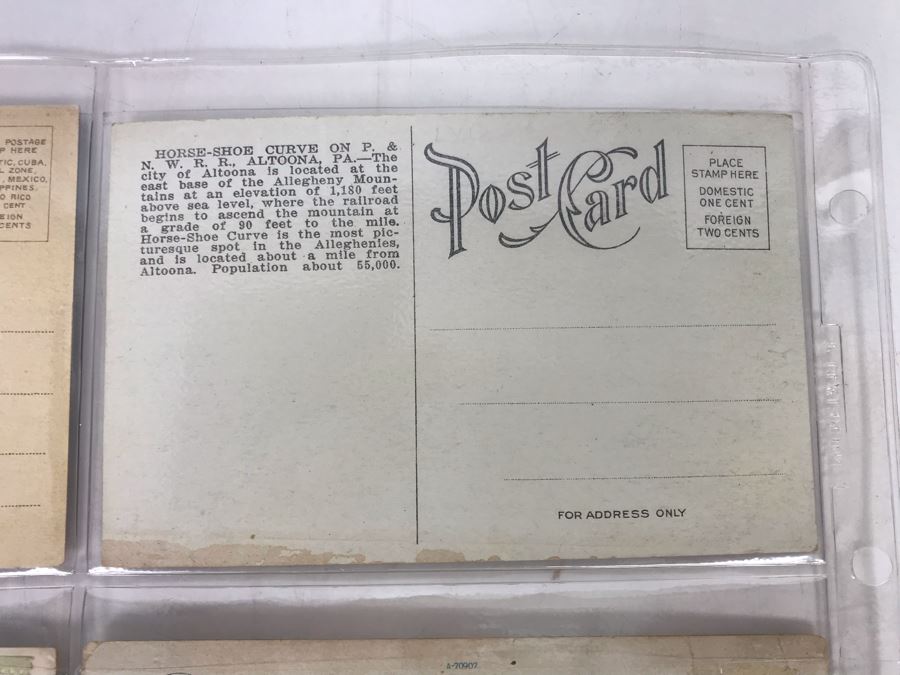 POSTAGE
P HERE
TIC, CUBA,
L ZONE,
, MEXICO,
PPINES,
O RICO
CENT
EIGN
CENTS
HORSE-SHOE CURVE ON P. &
N. W. R. R., ALTOONA, PA.—The
city of Altoona is located at the
east base of the Allegheny Moun-
tains at an elevation of 1,180 feet
above sea level, where the railroad
begins to ascend the mountain at
a grade of 90 feet to the mile.
Horse-Shoe Curve is the most pic-
turesque spot in the Alleghenies,
and is located about a mile from
Altoona. Population about 55,000.
Post Card
PLACE
STAMP HERE
DOMESTIC
ONE CENT
FOREIGN
TWO CENTS
FOR ADDRESS ONLY
A-70907